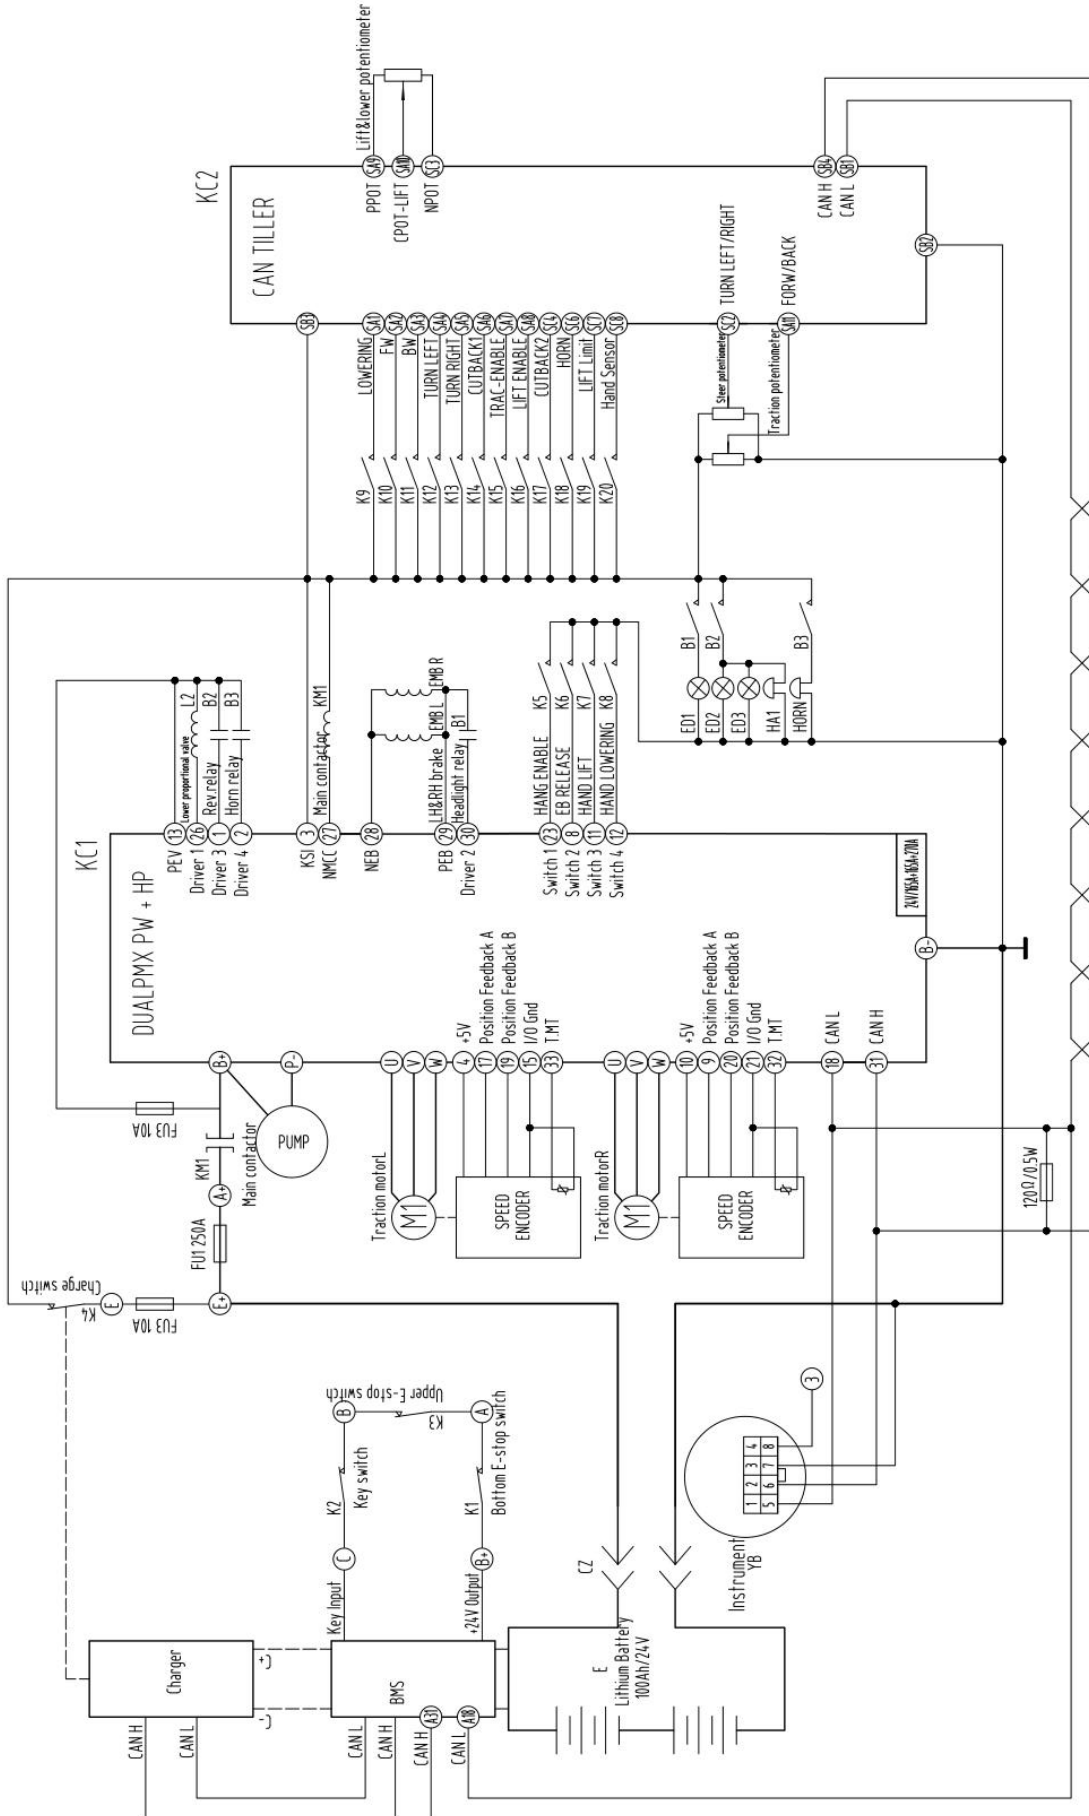 KC2
CAN TILLER
Lift&lower potentiometer
PPOT
SA9
CPOT-LIFT
SA10
NPOT
SC3
CAN H
SB4
CAN L
SB1
SB2
SB3
TURN LEFT/RIGHT
SC2
FORW/BACK
SA11
Steer potentiometer
Traction potentiometer
K9
LOWERING
SA1
K10
FW
SA2
K11
BW
SA3
K12
TURN LEFT
SA4
K13
TURN RIGHT
SA5
K14
CUTBACK1
SA6
K15
TRAC-ENABLE
SA7
K16
LIFT ENABLE
SA8
K17
CUTBACK2
SC4
K18
HORN
SC6
K19
LIFT Limit
SC7
K20
Hand Sensor
SC8
KC1
DUALPMX PW + HP
PEV
13
Driver 1
26
Lower proportional valve
L2
Driver 3
1
Rev.relay
B2
Driver 4
2
Horn relay
B3
KSI
3
NMCC
27
Main contactor
KM1
NEB
28
EMB L
EMB R
PEB
29
LH&RH brake
Driver 2
30
Headlight relay
B1
Switch 1
23
HANG ENABLE
K5
Switch 2
8
EB RELEASE
K6
Switch 3
11
HAND LIFT
K7
Switch 4
12
HAND LOWERING
K8
24V/165A+165A+270A
B-
ED1
B1
ED2
B2
ED3
HA1
HORN
B3
B+
P-
PUMP
FU3 10A
KM1
Main contactor
A+
FU1 250A
E+
FU3 10A
E
K4
Charge switch
U
V
W
Traction motorL
M1
4
+5V
17
Position Feedback A
19
Position Feedback B
15
I/O Gnd
33
T.MT
SPEED
ENCODER
U
V
W
Traction motorR
M1
10
+5V
9
Position Feedback A
20
Position Feedback B
21
I/O Gnd
32
T.MT
SPEED
ENCODER
18
CAN L
31
CAN H
120Ω/0.5W
Upper E-stop switch
B
K3
A
K2
Key switch
C
Key Input
K1
Bottom E-stop switch
B+
+24V Output
Charger
C+
C-
BMS
CAN H
CAN L
CAN L
CAN H
CAN H
A31
CAN L
A18
CZ
E
Lithium Battery
100Ah/24V
Instrument
YB
1 2 3 4
5 6 7 8
3